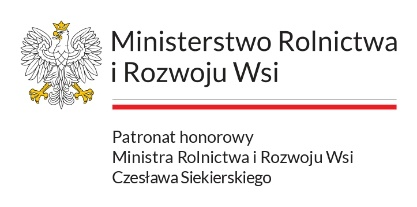 Ministerstwo Rolnictwa
i Rozwoju Wsi
Patronat honorowy
Ministra Rolnictwa i Rozwoju Wsi
Czesława Siekierskiego